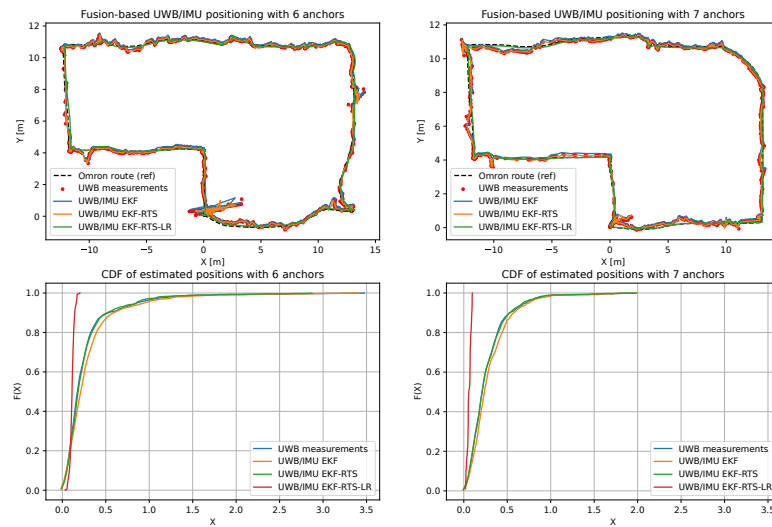 Fusion-based UWB/IMU positioning with 6 anchors
12
10
8
6
4
2
0
Y [m]
Omron route (ref)
UWB measurements
UWB/IMU EKF
UWB/IMU EKF-RTS
UWB/IMU EKF-RTS-LR
−10
−5
0
5
10
15
X [m]
Fusion-based UWB/IMU positioning with 7 anchors
12
10
8
6
4
2
0
Y [m]
Omron route (ref)
UWB measurements
UWB/IMU EKF
UWB/IMU EKF-RTS
UWB/IMU EKF-RTS-LR
−10
−5
0
5
10
X [m]
CDF of estimated positions with 6 anchors
1.0
0.8
0.6
0.4
0.2
0.0
F(X)
UWB measurements
UWB/IMU EKF
UWB/IMU EKF-RTS
UWB/IMU EKF-RTS-LR
0.0
0.5
1.0
1.5
2.0
2.5
3.0
3.5
X
CDF of estimated positions with 7 anchors
1.0
0.8
0.6
0.4
0.2
0.0
F(X)
UWB measurements
UWB/IMU EKF
UWB/IMU EKF-RTS
UWB/IMU EKF-RTS-LR
0.0
0.5
1.0
1.5
2.0
2.5
3.0
3.5
X